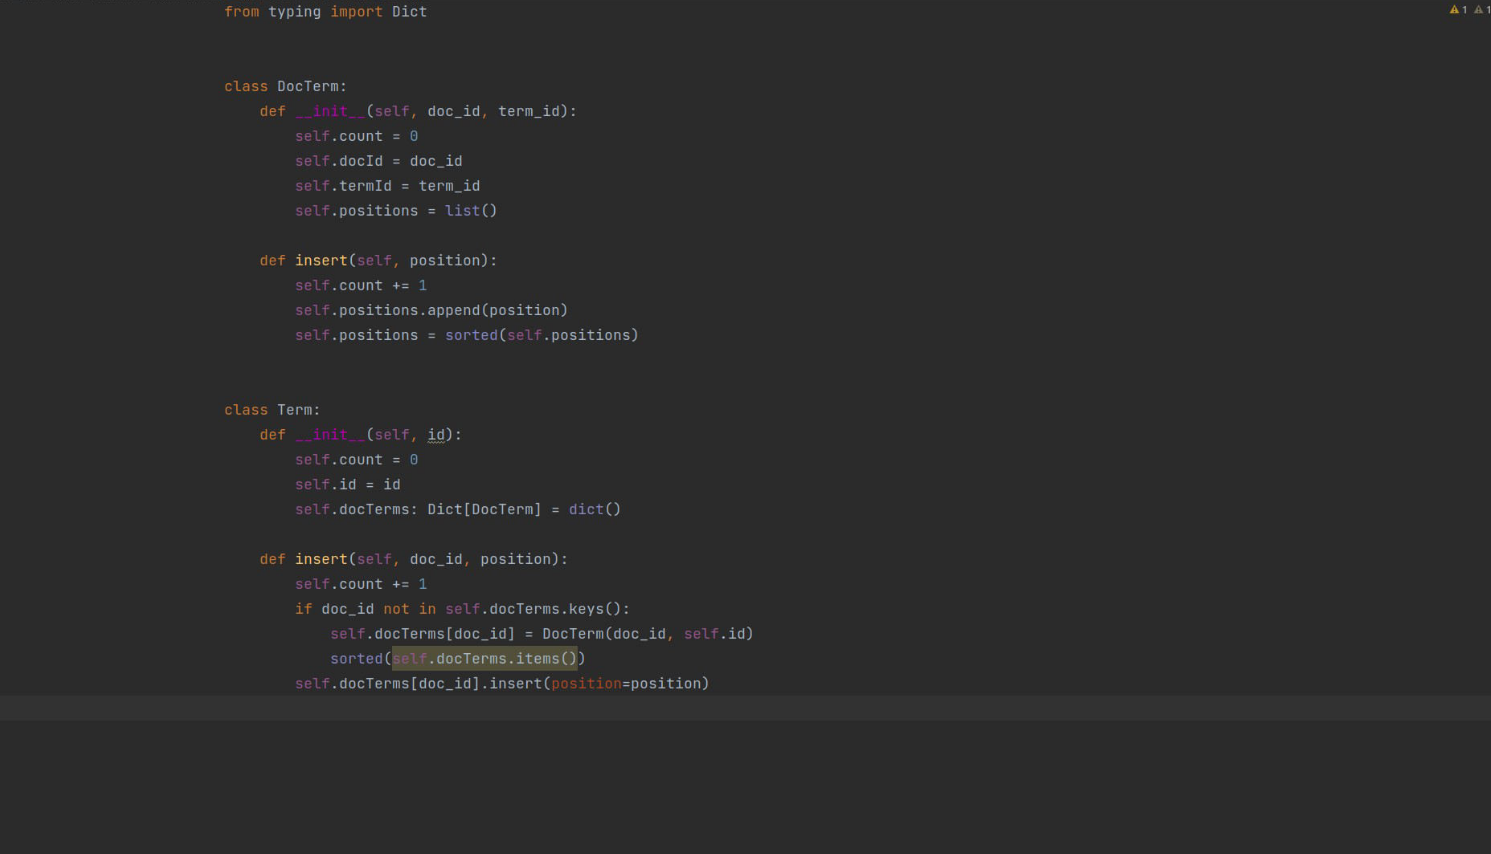 from typing import Dict
1 1
class DocTerm:
    def __init__(self, doc_id, term_id):
        self.count = 0
        self.docId = doc_id
        self.termId = term_id
        self.positions = list()
    def insert(self, position):
        self.count += 1
        self.positions.append(position)
        self.positions = sorted(self.positions)
class Term:
    def __init__(self, id):
        self.count = 0
        self.id = id
        self.docTerms: Dict[DocTerm] = dict()
    def insert(self, doc_id, position):
        self.count += 1
        if doc_id not in self.docTerms.keys():
            self.docTerms[doc_id] = DocTerm(doc_id, self.id)
            sorted(self.docTerms.items())
        self.docTerms[doc_id].insert(position=position)